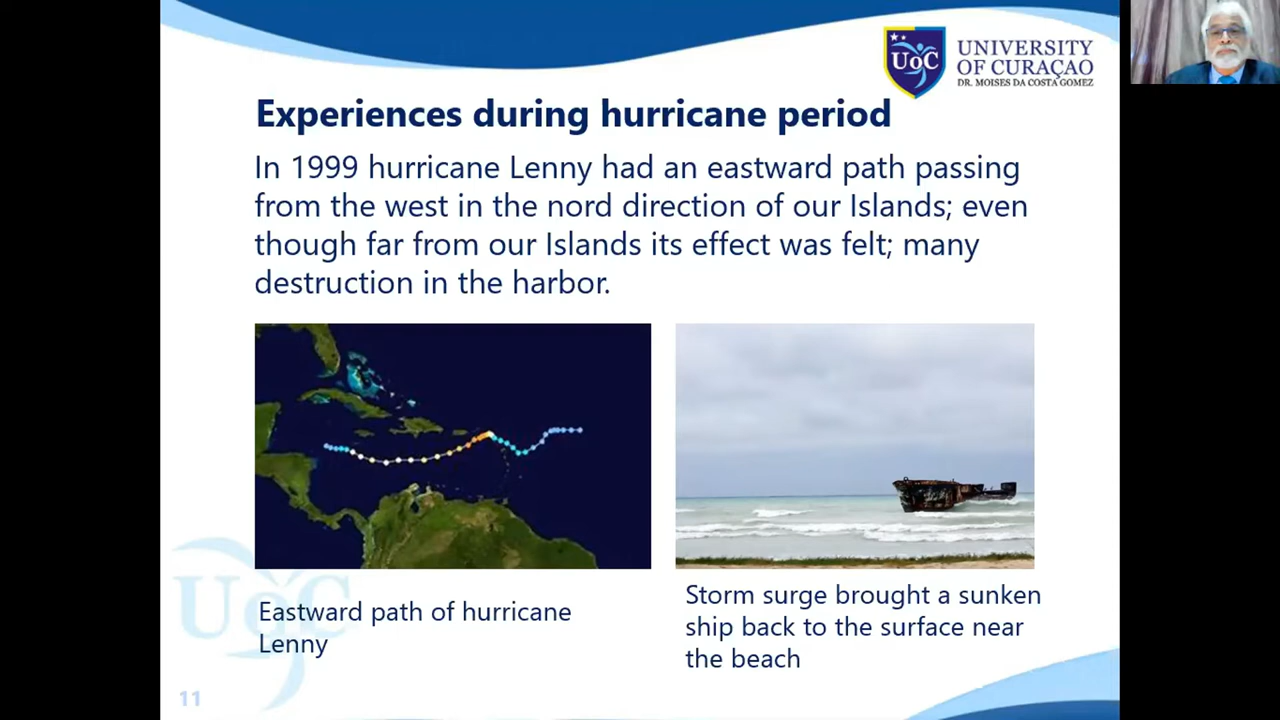 UoC
UNIVERSITY
OF CURAÇAO
DR. MOISES DA COSTA GOMEZ
Experiences during hurricane period
In 1999 hurricane Lenny had an eastward path passing
from the west in the nord direction of our Islands; even
though far from our Islands its effect was felt; many
destruction in the harbor.
Eastward path of hurricane
Lenny
Storm surge brought a sunken
ship back to the surface near
the beach
UoC
11